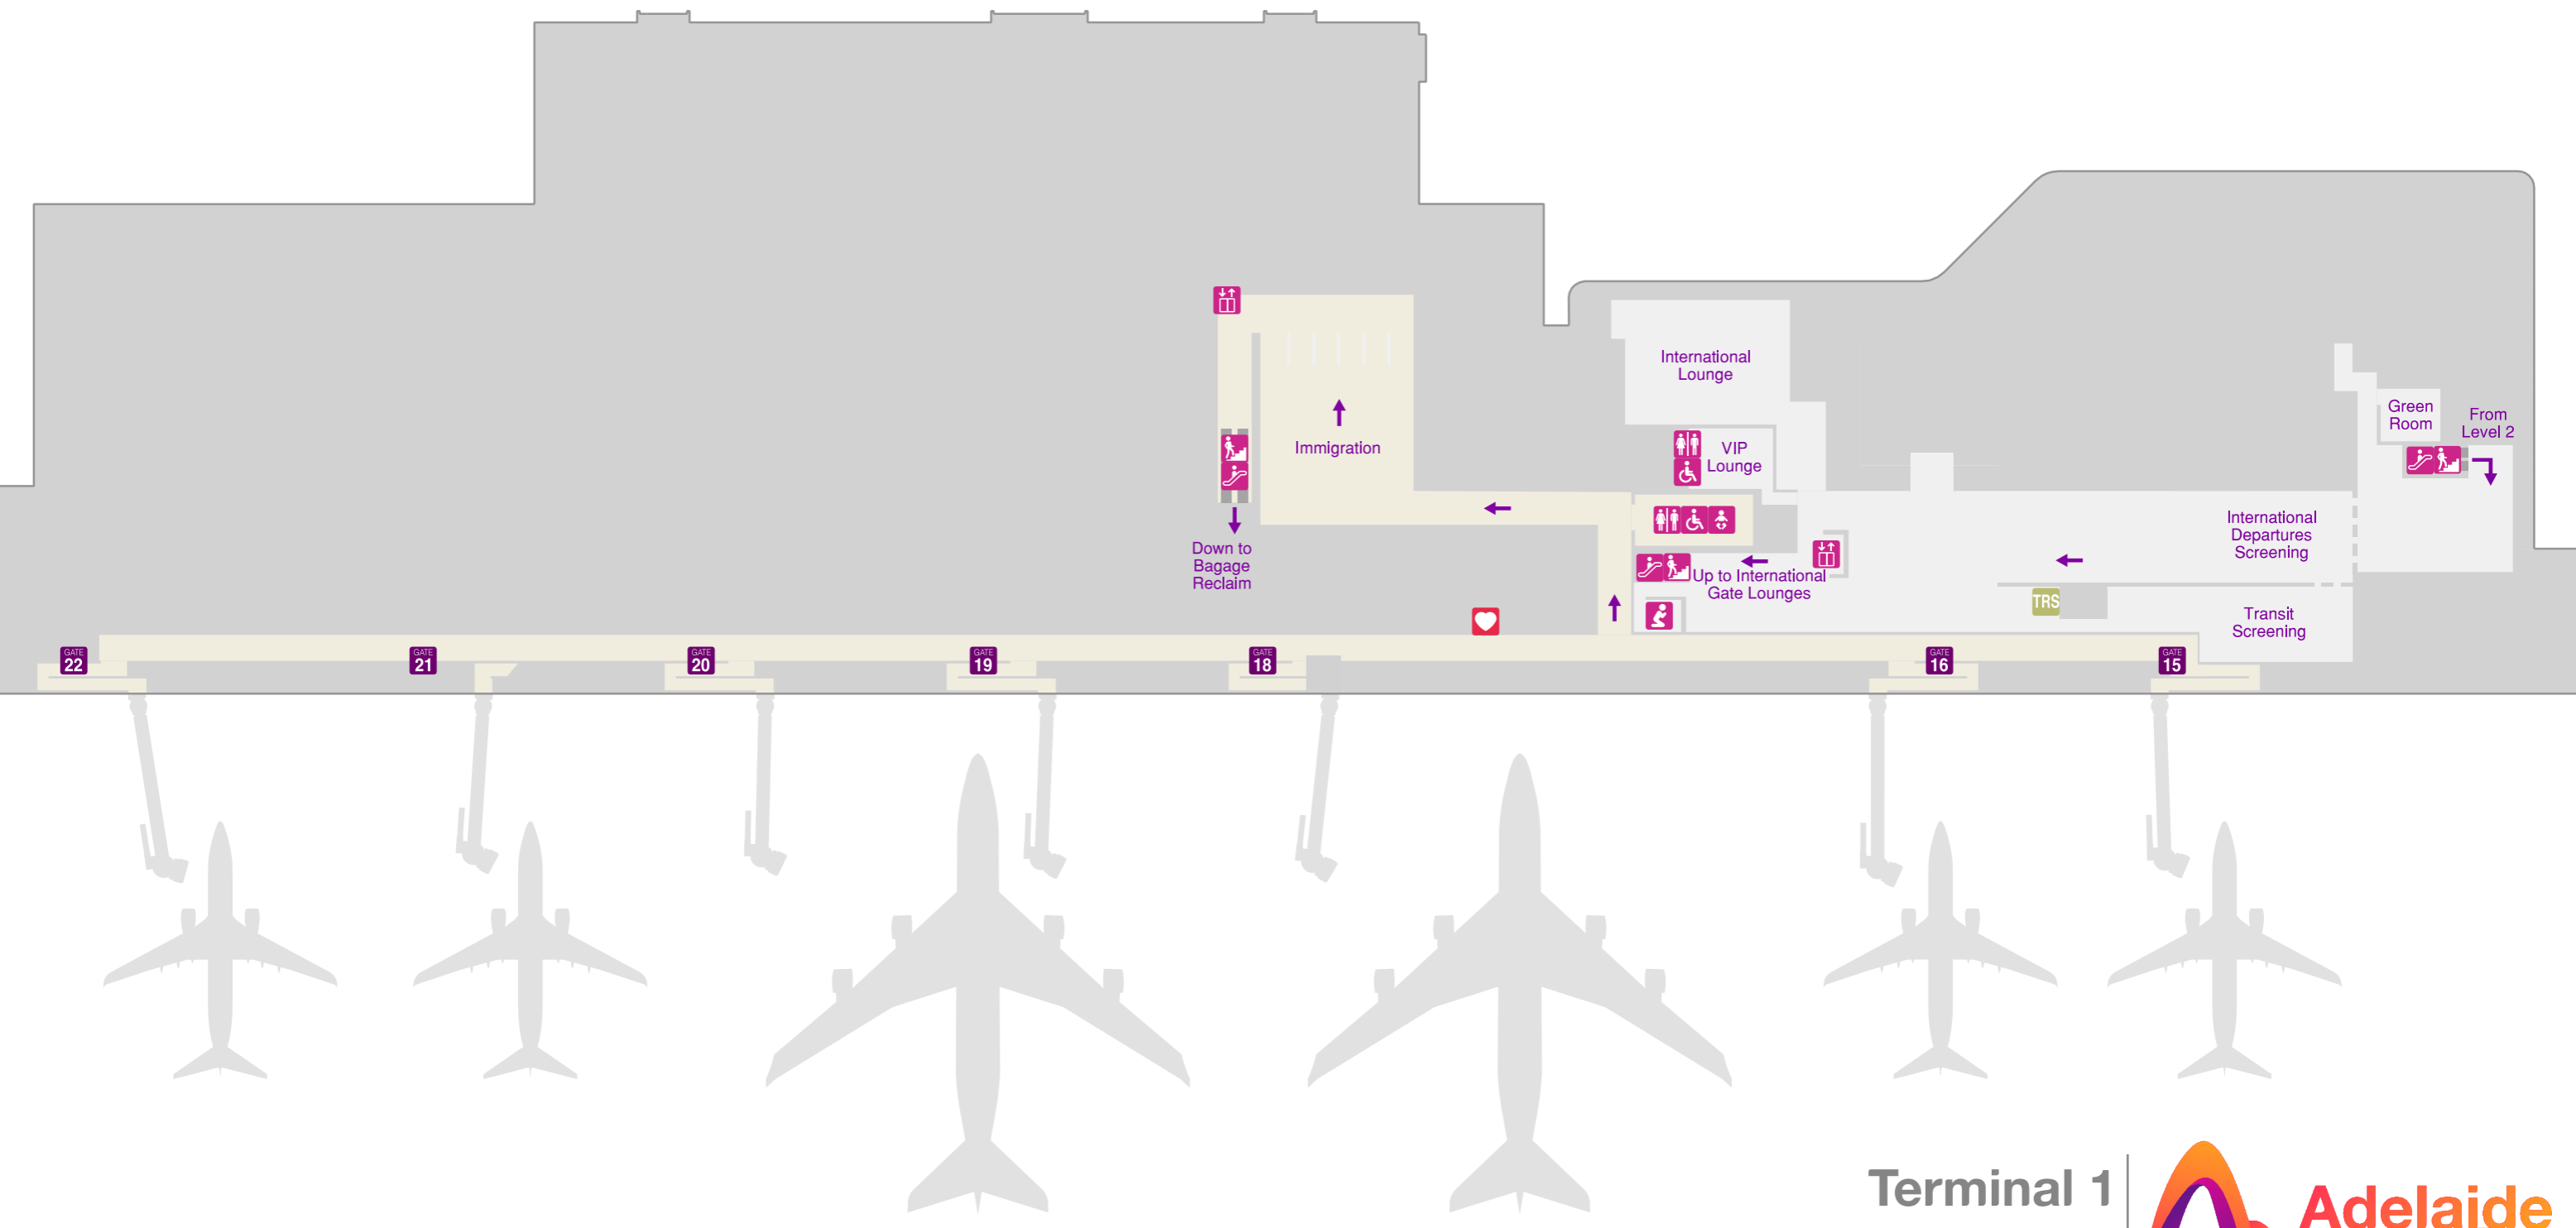 International
Lounge
Green
Room
From
Level 2
Immigration
VIP
Lounge
International
Departures
Screening
Down to
Bagage
Reclaim
Up to International
Gate Lounges
TRS
Transit
Screening
GATE
22
GATE
21
GATE
20
GATE
19
GATE
18
GATE
16
GATE
15
Terminal 1
Adelaide